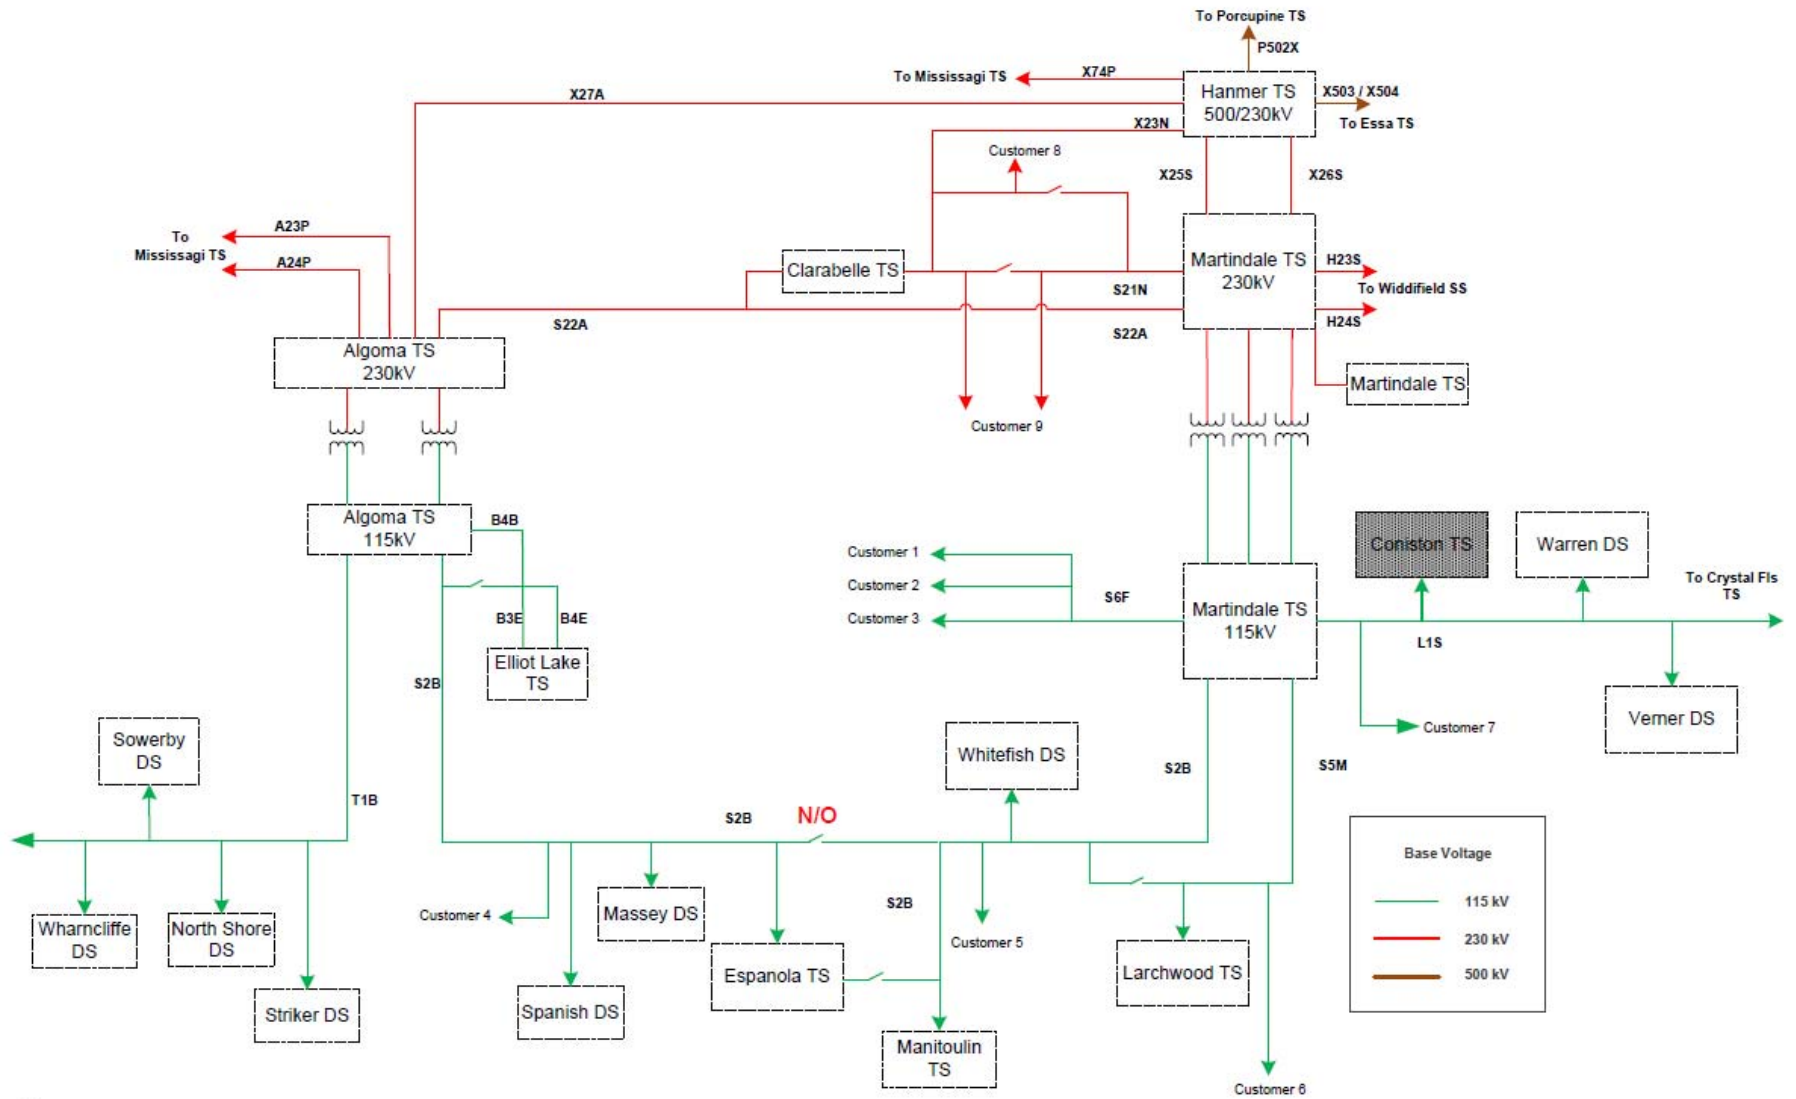 To Porcupine TS
P502X
To Mississagi TS
X74P
Hanmer TS
500/230kV
X503 / X504
To Essa TS
X27A
X23N
Customer 8
X25S
X26S
A23P
To
Mississagi TS
A24P
Clarabelle TS
Martindale TS
230kV
H23S
To Widdifield SS
H24S
S21N
S22A
S22A
Algoma TS
230kV
Martindale TS
Customer 9
Algoma TS
115kV
B4B
B3E
B4E
Elliot Lake
TS
Customer 1
Customer 2
Customer 3
S6F
Martindale TS
115kV
Coniston TS
Warren DS
To Crystal Fls
TS
L1S
Verner DS
Customer 7
S2B
Sowerby
DS
T1B
Whitefish DS
S2B
S5M
S2B
N/O
Wharncliffe
DS
North Shore
DS
Striker DS
Customer 4
Massey DS
Spanish DS
Espanola TS
S2B
Customer 5
Manitoulin
TS
Larchwood TS
Customer 6
Base Voltage
115 kV
230 kV
500 kV